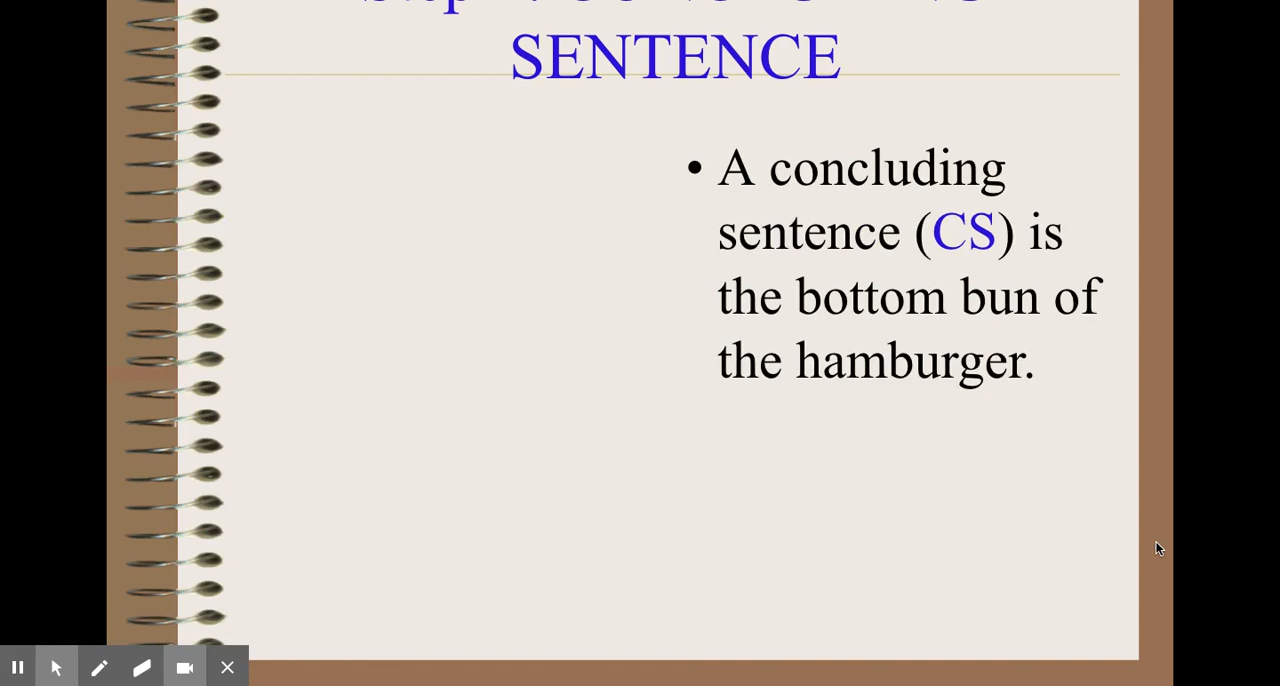 SENTENCE
• A concluding
sentence (CS) is
the bottom bun of
the hamburger.